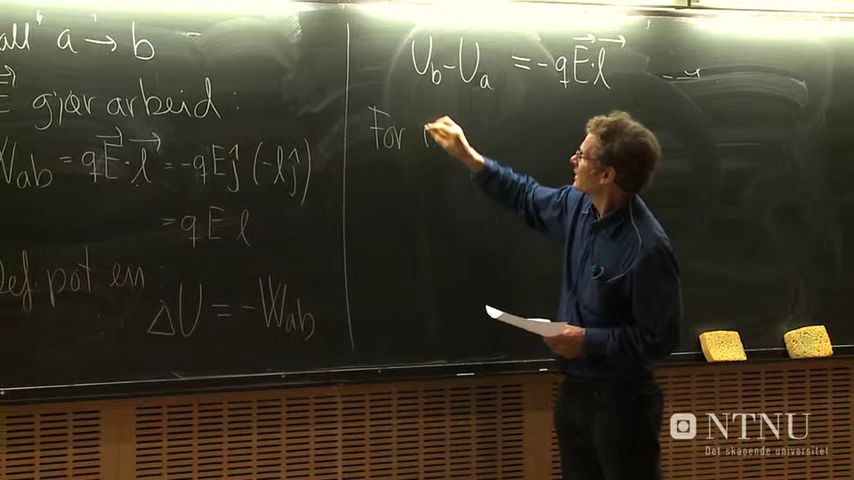 all a → b
E⃗ gjør arbeid :
Wab = qE⃗·l⃗ = -qEĵ (-lĵ)
= qEl
Def. pot en :
ΔU = -Wab
Ub - Ua = -qE⃗·l⃗
For
NTNU
Det skapende universitet